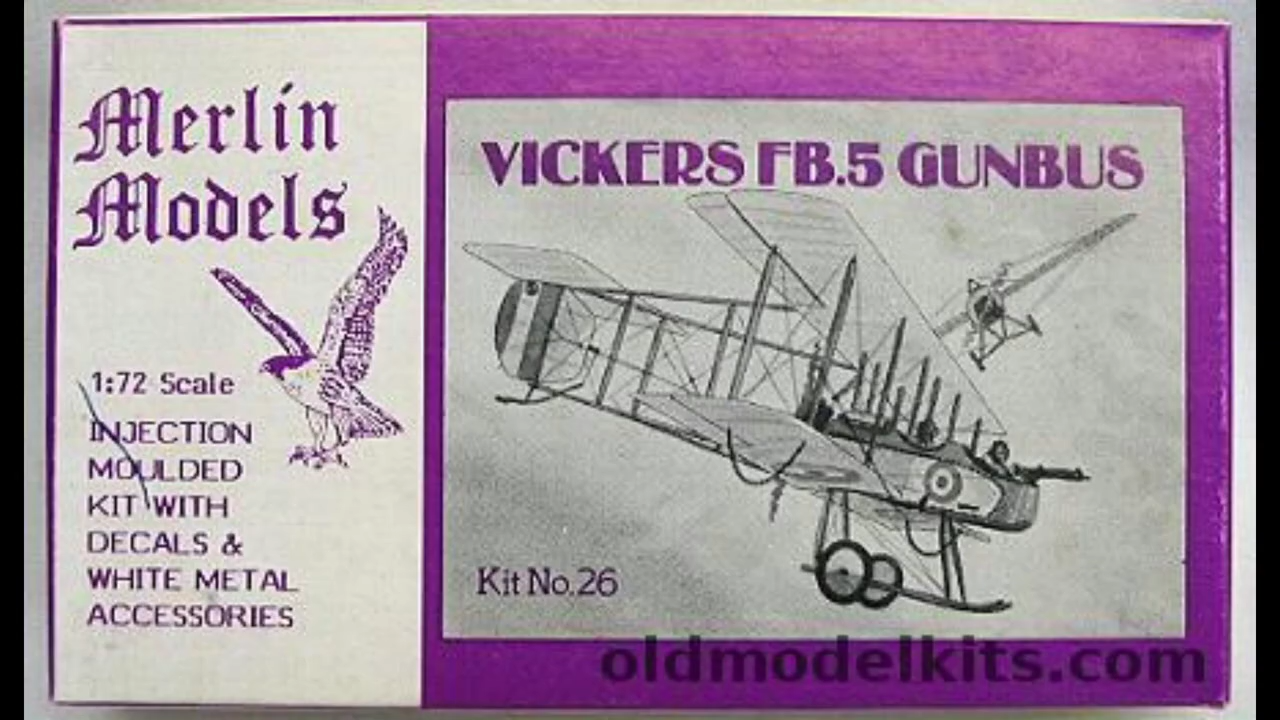 Merlin
Models
1:72 Scale
INJECTION
MOULDED
KIT WITH
DECALS &
WHITE METAL
ACCESSORIES
VICKERS FB.5 GUNBUS
Kit No.26
oldmodelkits.com